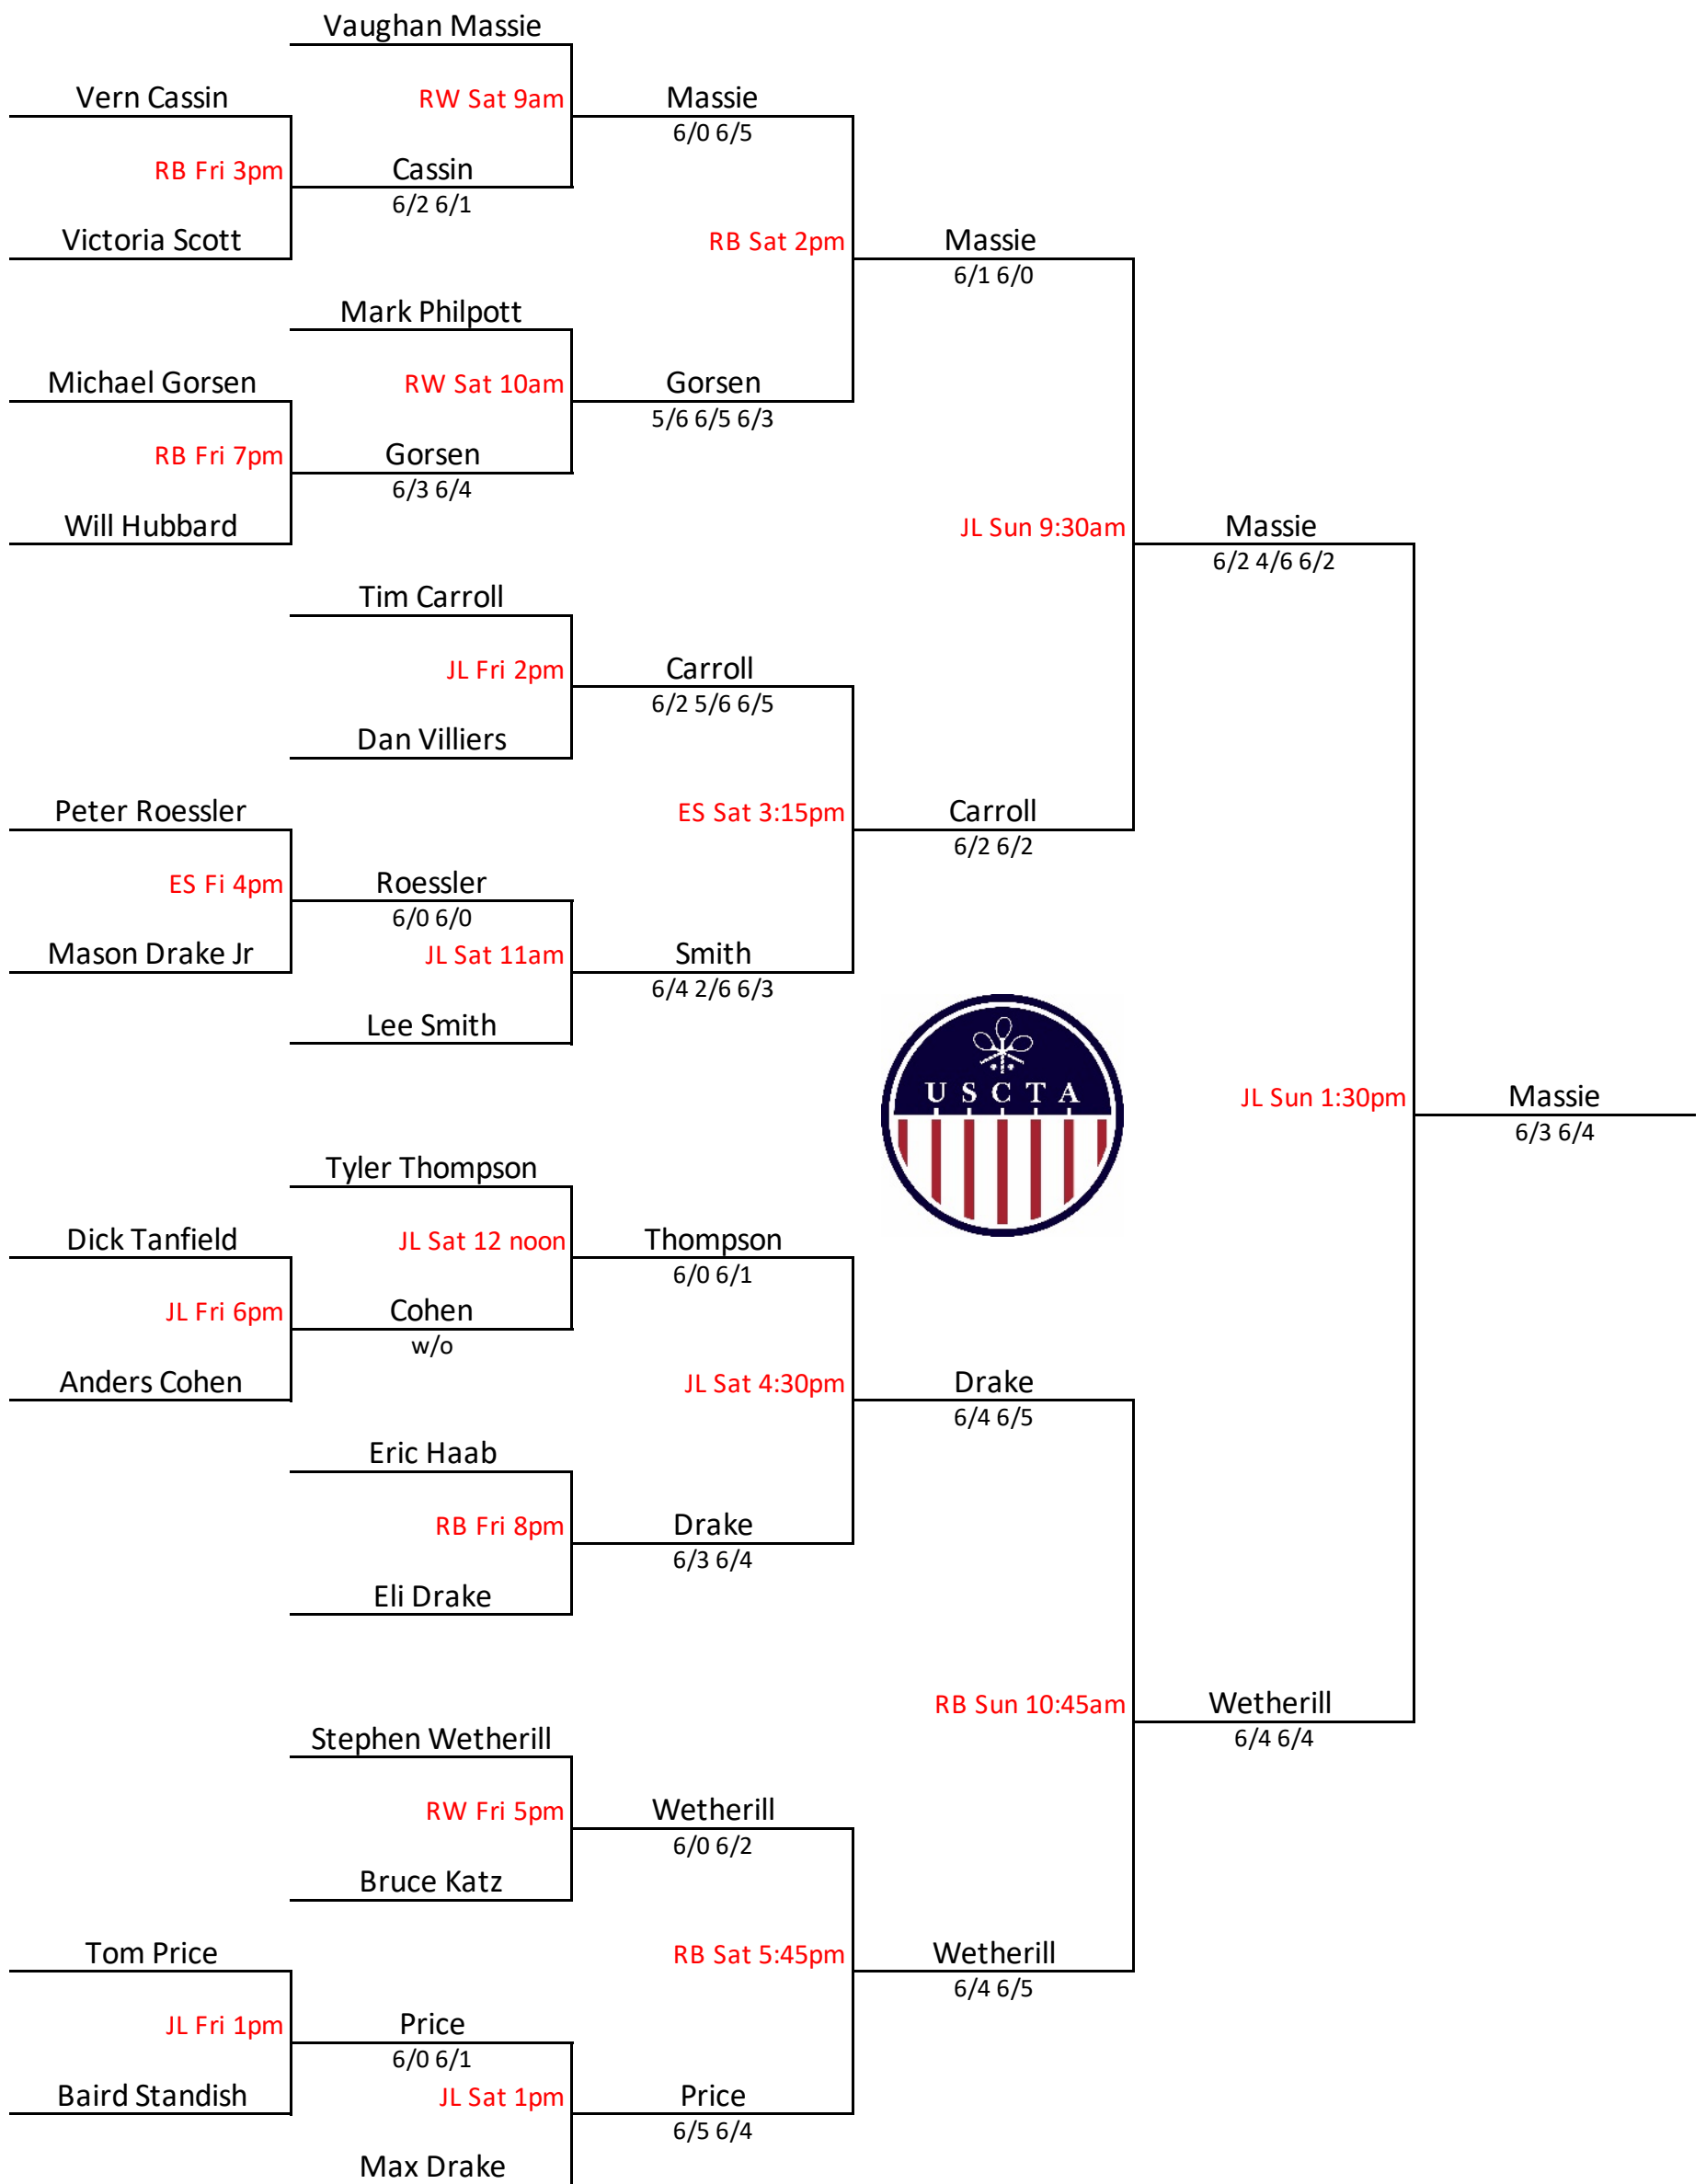 Vaughan Massie
Vern Cassin
RW Sat 9am
Massie
6/0 6/5
RB Fri 3pm
Cassin
6/2 6/1
Victoria Scott
RB Sat 2pm
Massie
6/1 6/0
Mark Philpott
Michael Gorsen
RW Sat 10am
Gorsen
5/6 6/5 6/3
RB Fri 7pm
Gorsen
6/3 6/4
Will Hubbard
JL Sun 9:30am
Massie
6/2 4/6 6/2
Tim Carroll
JL Fri 2pm
Carroll
6/2 5/6 6/5
Dan Villiers
Peter Roessler
ES Sat 3:15pm
Carroll
6/2 6/2
ES Fi 4pm
Roessler
6/0 6/0
Mason Drake Jr
JL Sat 11am
Smith
6/4 2/6 6/3
Lee Smith
USCTA
JL Sun 1:30pm
Massie
6/3 6/4
Tyler Thompson
Dick Tanfield
JL Sat 12 noon
Thompson
6/0 6/1
JL Fri 6pm
Cohen
w/o
Anders Cohen
JL Sat 4:30pm
Drake
6/4 6/5
Eric Haab
RB Fri 8pm
Drake
6/3 6/4
Eli Drake
RB Sun 10:45am
Wetherill
6/4 6/4
Stephen Wetherill
RW Fri 5pm
Wetherill
6/0 6/2
Bruce Katz
Tom Price
RB Sat 5:45pm
Wetherill
6/4 6/5
JL Fri 1pm
Price
6/0 6/1
Baird Standish
JL Sat 1pm
Price
6/5 6/4
Max Drake